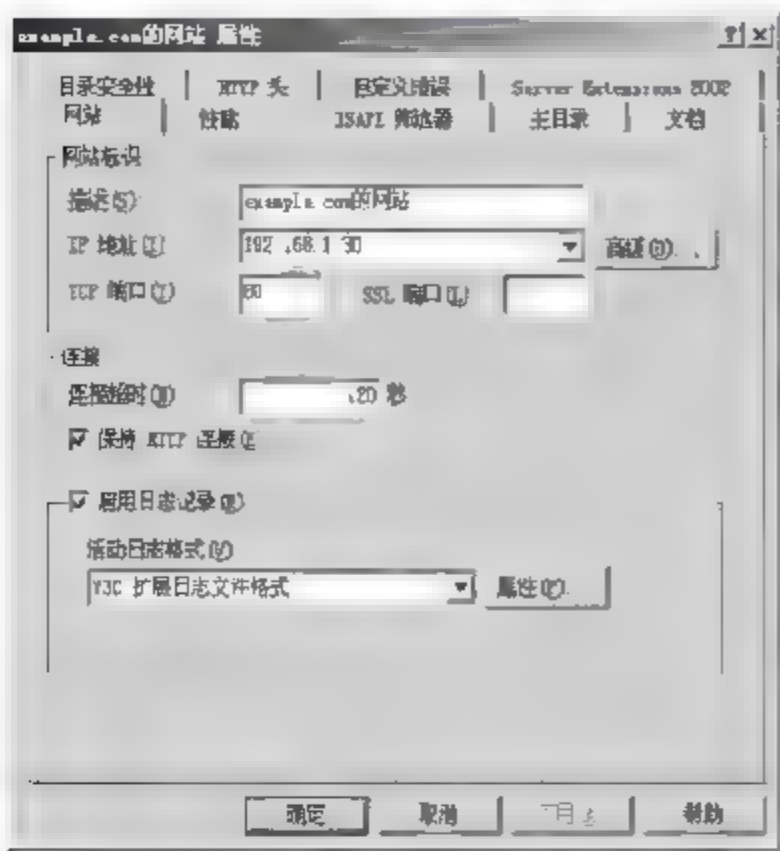 example.com的网站 属性
目录安全性 HTTP 头 自定义错误 Server Extensions 2002
网站 性能 ISAPI 筛选器 主目录 文档
网站标识
描述(S) example com的网站
IP 地址(I) 192 .68.1 30 高级(D)...
TCP 端口(T) 80 SSL 端口(L)
连接
连接超时(N) 120 秒
保持 HTTP 连接(K)
启用日志记录(E)
活动日志格式(V)
W3C 扩展日志文件格式 属性(P)...
确定 取消 帮助